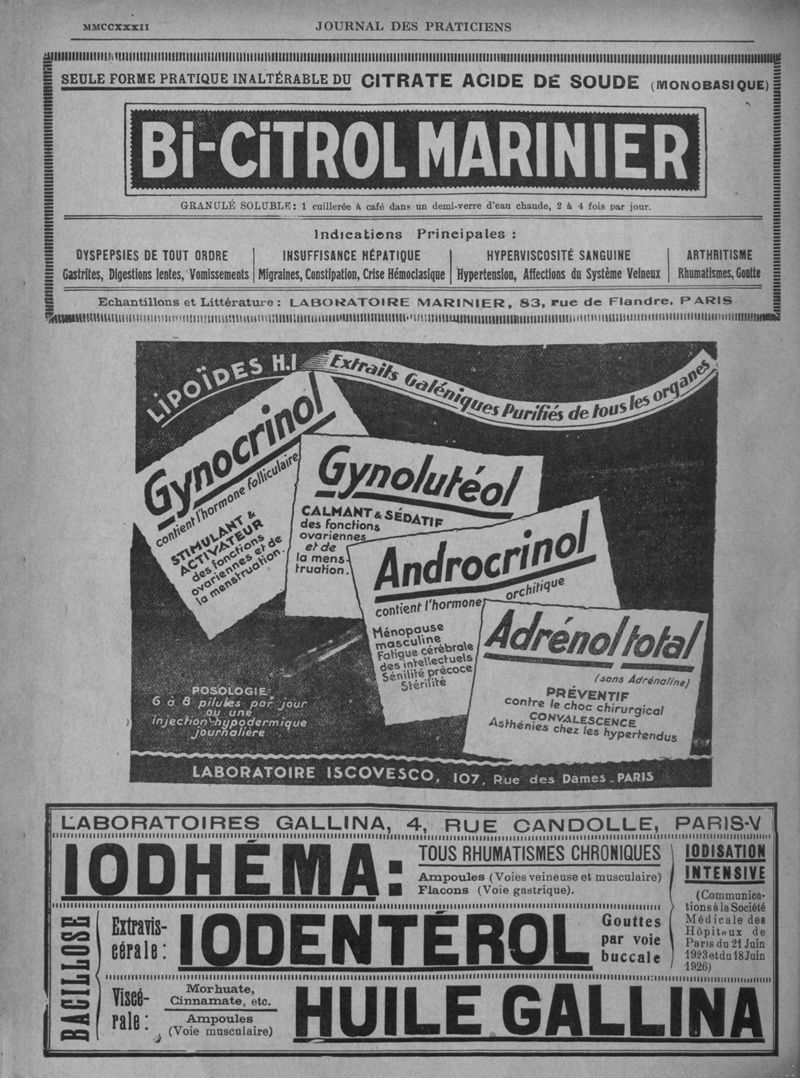 MMCCXXXII
JOURNAL DES PRATICIENS
SEULE FORME PRATIQUE INALTÉRABLE DU CITRATE ACIDE DE SOUDE (MONOBASIQUE)
Bi-CiTROL MARINIER
GRANULÉ SOLUBLE: 1 cuillerée à café dans un demi-verre d'eau chaude, 2 à 4 fois par jour.
Indications Principales :
DYSPEPSIES DE TOUT ORDRE
Gastrites, Digestions lentes, Vomissements
INSUFFISANCE HÉPATIQUE
Migraines, Constipation, Crise Hémoclasique
HYPERVISCOSITÉ SANGUINE
Hypertension, Affections du Système Veineux
ARTHRITISME
Rhumatismes, Goutte
Echantillons et Littérature : LABORATOIRE MARINIER, 83, rue de Flandre, PARIS
LIPOÏDES H.I
Extraits Galéniques Purifiés de tous les organes
Gynocrinol
contient l'hormone folliculaire
STIMULANT &
ACTIVATEUR
des fonctions
ovariennes et de
la menstruation.
Gynolutéol
CALMANT & SÉDATIF
des fonctions
ovariennes
et de
la mens-
truation.
Androcrinol
contient l'hormone orchitique
Ménopause
masculine
Fatigue cérébrale
des intellectuels
Sénilité précoce
Stérilité
Adrénol total
(sans Adrénaline)
PRÉVENTIF
contre le choc chirurgical
CONVALESCENCE
Asthénies chez les hypertendus
POSOLOGIE
6 à 8 pilules par jour
ou une
injection hypodermique
journalière
LABORATOIRE ISCOVESCO, 107, Rue des Dames - PARIS
LABORATOIRES GALLINA, 4, RUE CANDOLLE, PARIS-V
IODHÉMA :
TOUS RHUMATISMES CHRONIQUES
Ampoules (Voies veineuse et musculaire)
Flacons (Voie gastrique).
IODISATION
INTENSIVE
(Communica-
tions à la Société
Médicale des
Hôpitaux de
Paris du 21 Juin
1923 et du 18 Juin
1926)
BACILLOSE
Extravis-
cérale :
IODENTÉROL
Gouttes
par voie
buccale
Viscé-
rale :
Morhuate,
Cinnamate, etc.
Ampoules
(Voie musculaire)
HUILE GALLINA